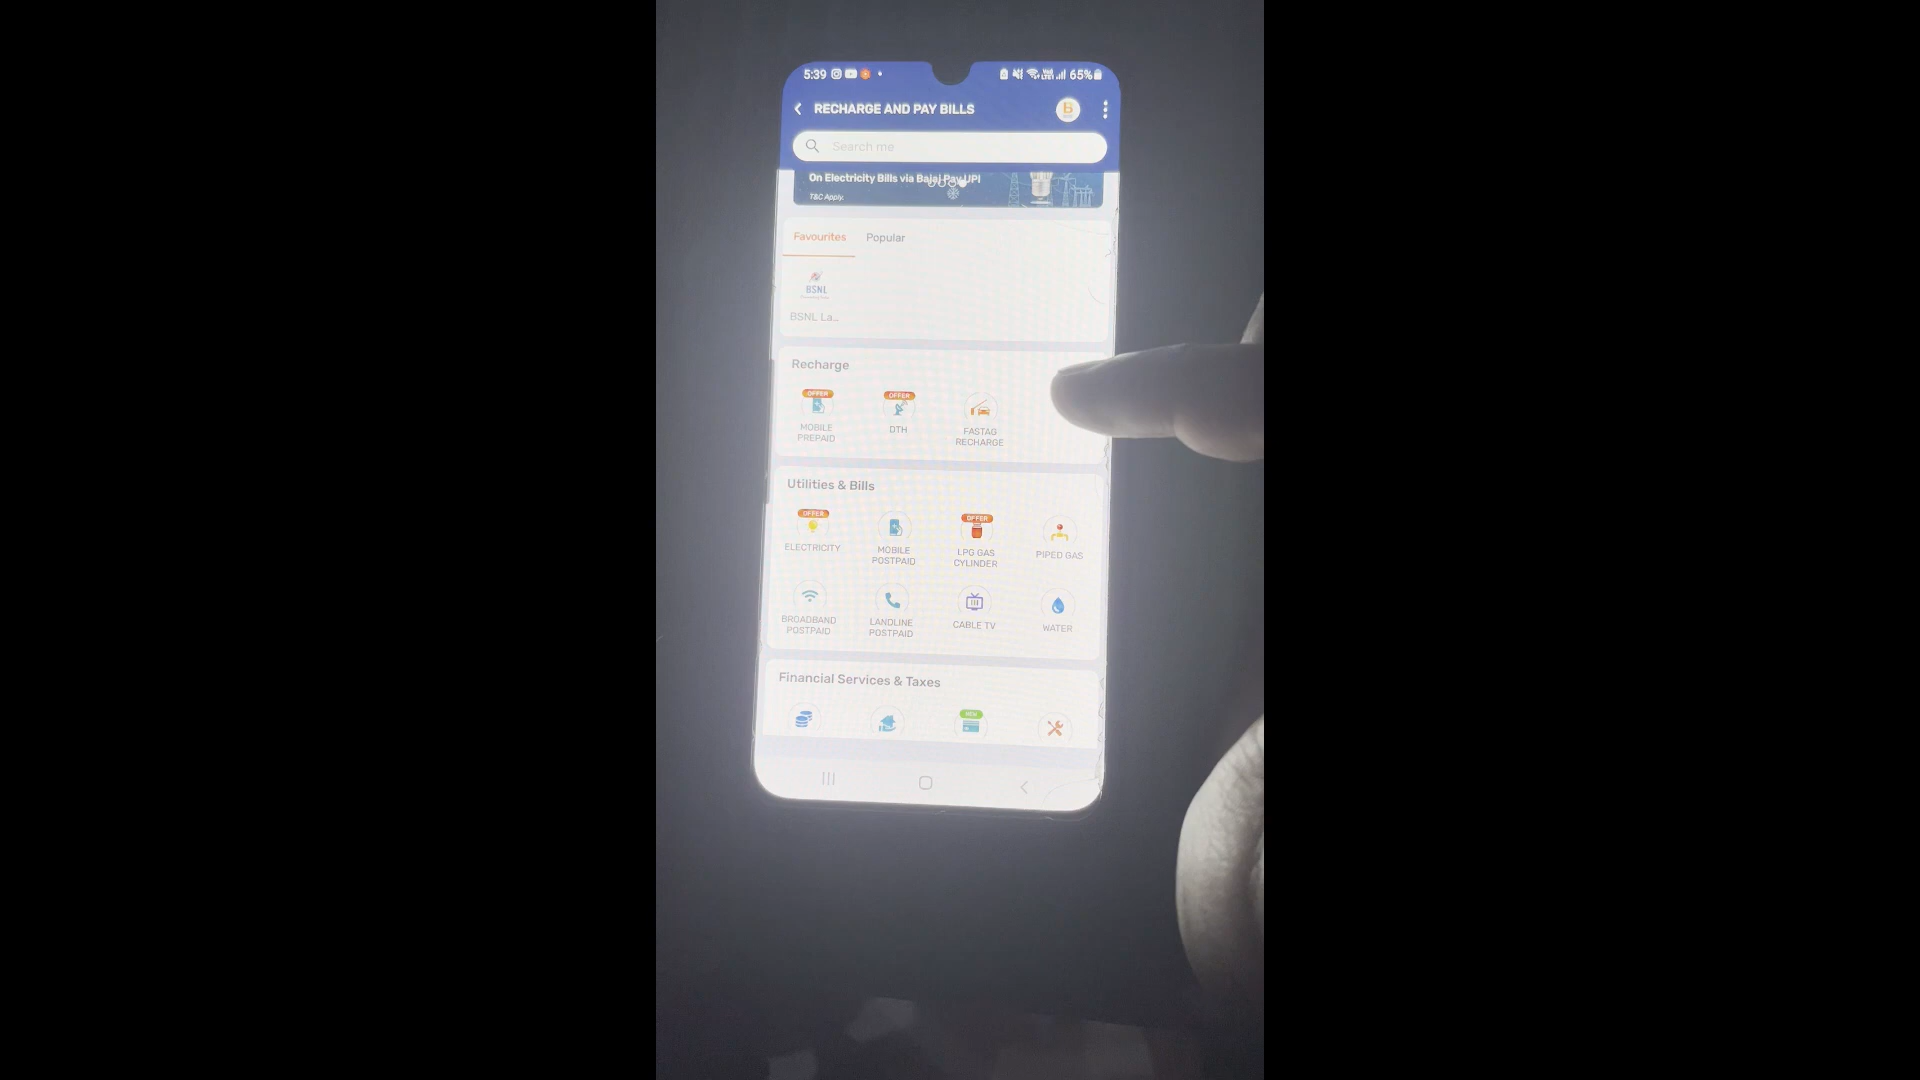 5:39
65%
RECHARGE AND PAY BILLS
B
Search me
On Electricity Bills via Bajaj Pay UPI
T&C Apply.
Favourites Popular
BSNL
BSNL La...
Recharge
OFFER OFFER
MOBILE PREPAID
DTH
FASTAG RECHARGE
Utilities & Bills
OFFER OFFER
ELECTRICITY
MOBILE POSTPAID
LPG GAS CYLINDER
PIPED GAS
BROADBAND POSTPAID
LANDLINE POSTPAID
CABLE TV
WATER
Financial Services & Taxes
NEW